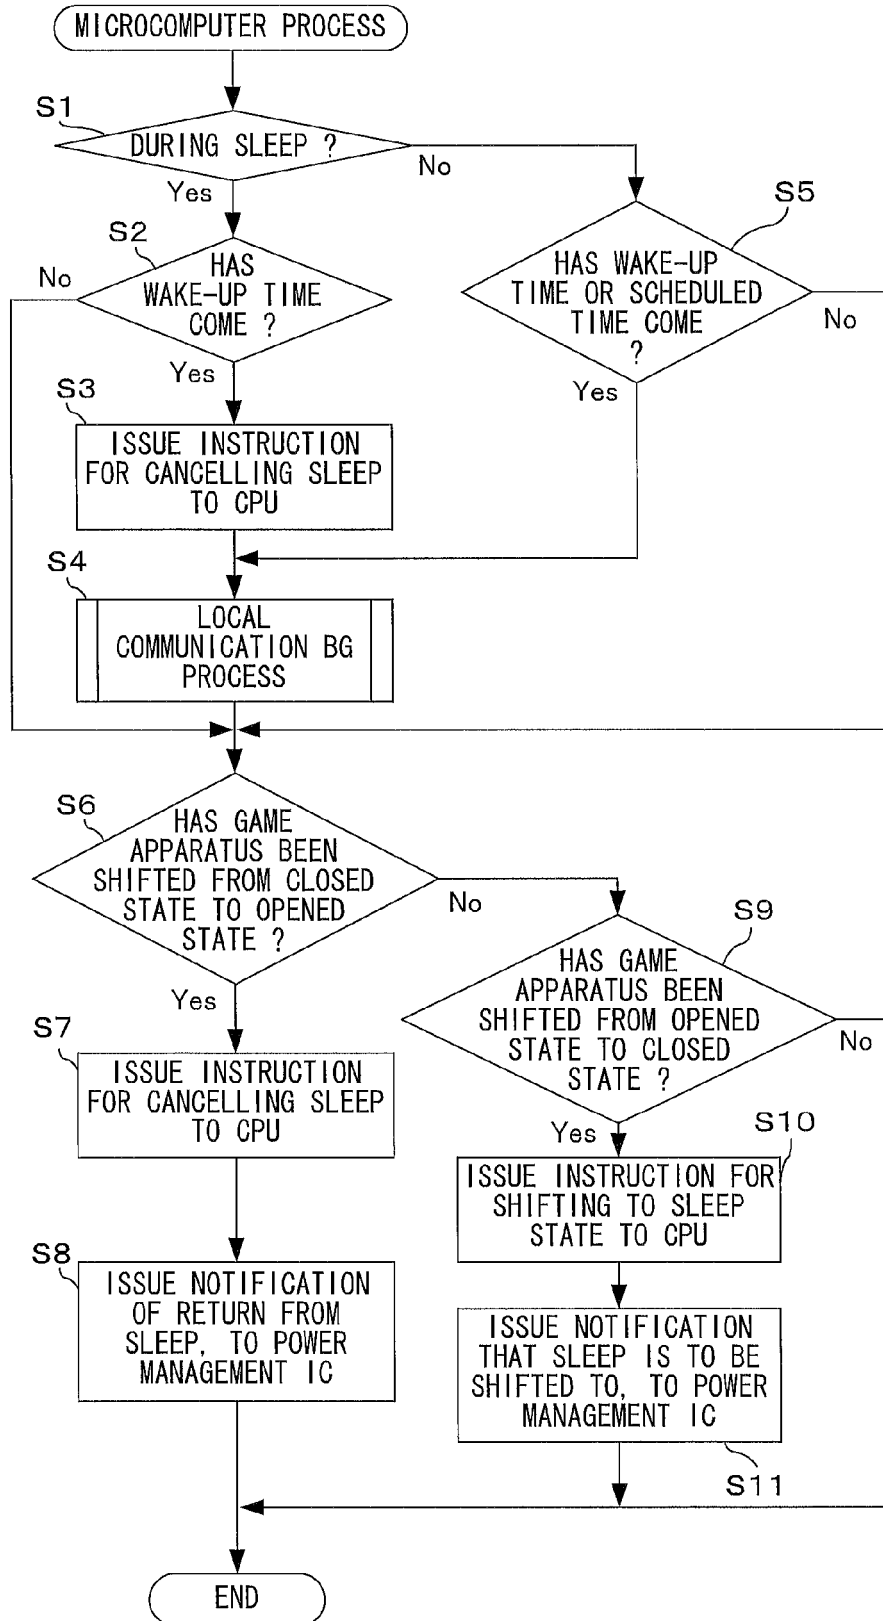 MICROCOMPUTER PROCESS
S1
DURING SLEEP ?
No
Yes
S5
S2
HAS
WAKE-UP TIME
COME ?
No
Yes
HAS WAKE-UP
TIME OR SCHEDULED
TIME COME
?
No
Yes
S3
ISSUE INSTRUCTION
FOR CANCELLING SLEEP
TO CPU
S4
LOCAL
COMMUNICATION BG
PROCESS
S6
HAS GAME
APPARATUS BEEN
SHIFTED FROM CLOSED
STATE TO OPENED
STATE ?
No
Yes
S9
HAS GAME
APPARATUS BEEN
SHIFTED FROM OPENED
STATE TO CLOSED
STATE ?
No
Yes
S7
ISSUE INSTRUCTION
FOR CANCELLING SLEEP
TO CPU
S10
ISSUE INSTRUCTION FOR
SHIFTING TO SLEEP
STATE TO CPU
S8
ISSUE NOTIFICATION
OF RETURN FROM
SLEEP, TO POWER
MANAGEMENT IC
ISSUE NOTIFICATION
THAT SLEEP IS TO BE
SHIFTED TO, TO POWER
MANAGEMENT IC
S11
END